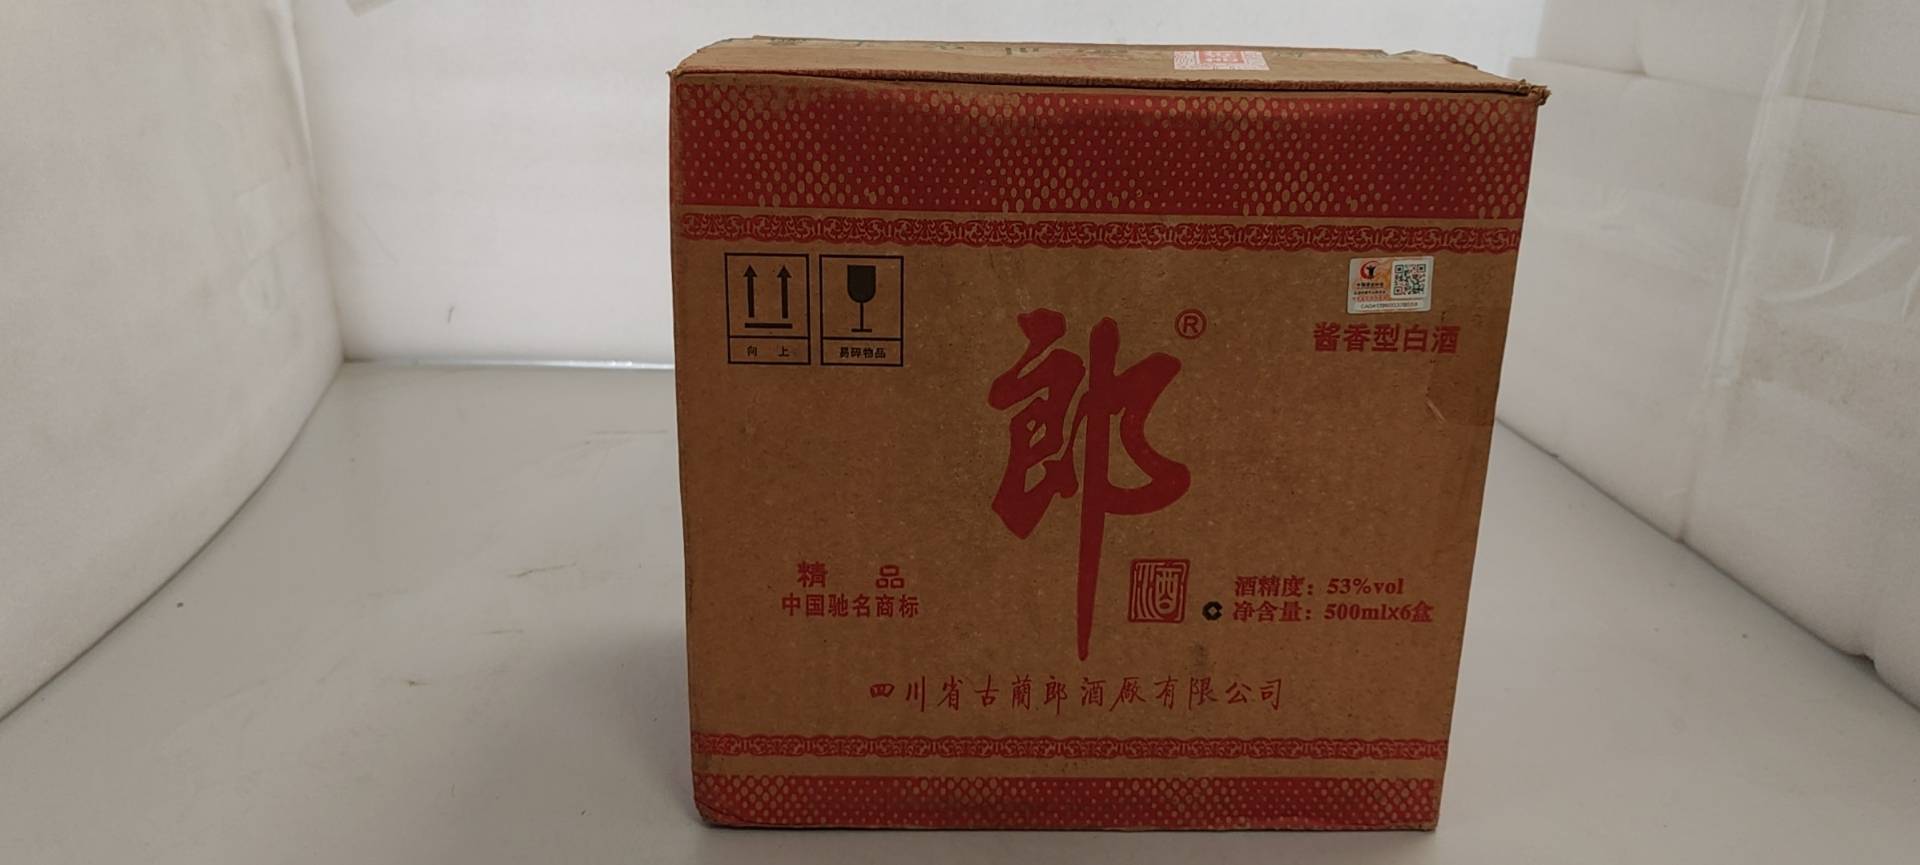 向 上
易碎物品
郎®
酱香型白酒
精 品
中国驰名商标
酒
酒精度：53%vol
净含量：500ml×6盒
四川省古蔺郎酒厰有限公司